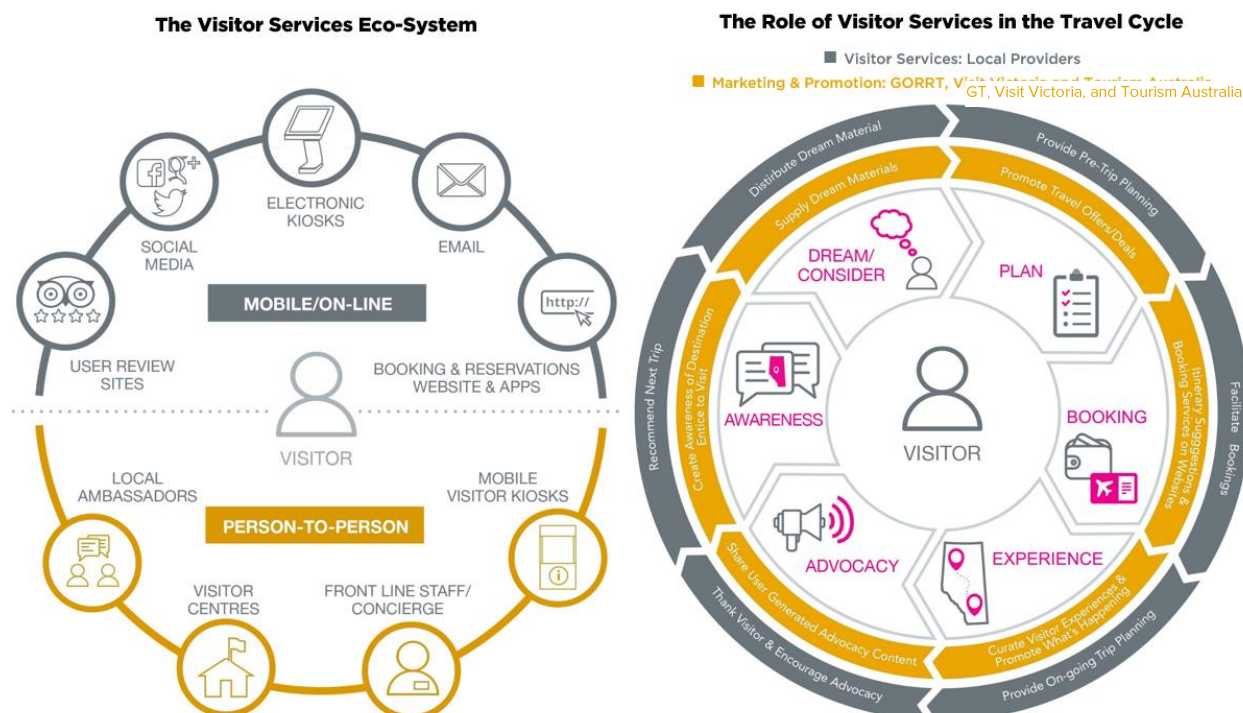 The Visitor Services Eco-System
ELECTRONIC
KIOSKS
SOCIAL
MEDIA
EMAIL
MOBILE/ON-LINE
http://
USER REVIEW
SITES
BOOKING & RESERVATIONS
WEBSITE & APPS
VISITOR
LOCAL
AMBASSADORS
MOBILE
VISITOR KIOSKS
PERSON-TO-PERSON
VISITOR
CENTRES
FRONT LINE STAFF/
CONCIERGE
The Role of Visitor Services in the Travel Cycle
Visitor Services: Local Providers
Marketing & Promotion: GORRT, Visit Victoria and Tourism Australia
GT, Visit Victoria, and Tourism Australia
Distirbute Dream Material
Provide Pre-Trip Planning
Facilitate Bookings
Provide On-going Trip Planning
Thank Visitor & Encourage Advocacy
Recommend Next Trip
Supply Dream Materials
Promote Travel Offers/Deals
Itinerary Suggestions &
Booking Services on Websites
Curate Visitor Experiences &
Promote What's Happening
Share User Generated Advocacy Content
Create Awareness of Destination
Entice to Visit
DREAM/
CONSIDER
PLAN
BOOKING
EXPERIENCE
ADVOCACY
AWARENESS
VISITOR